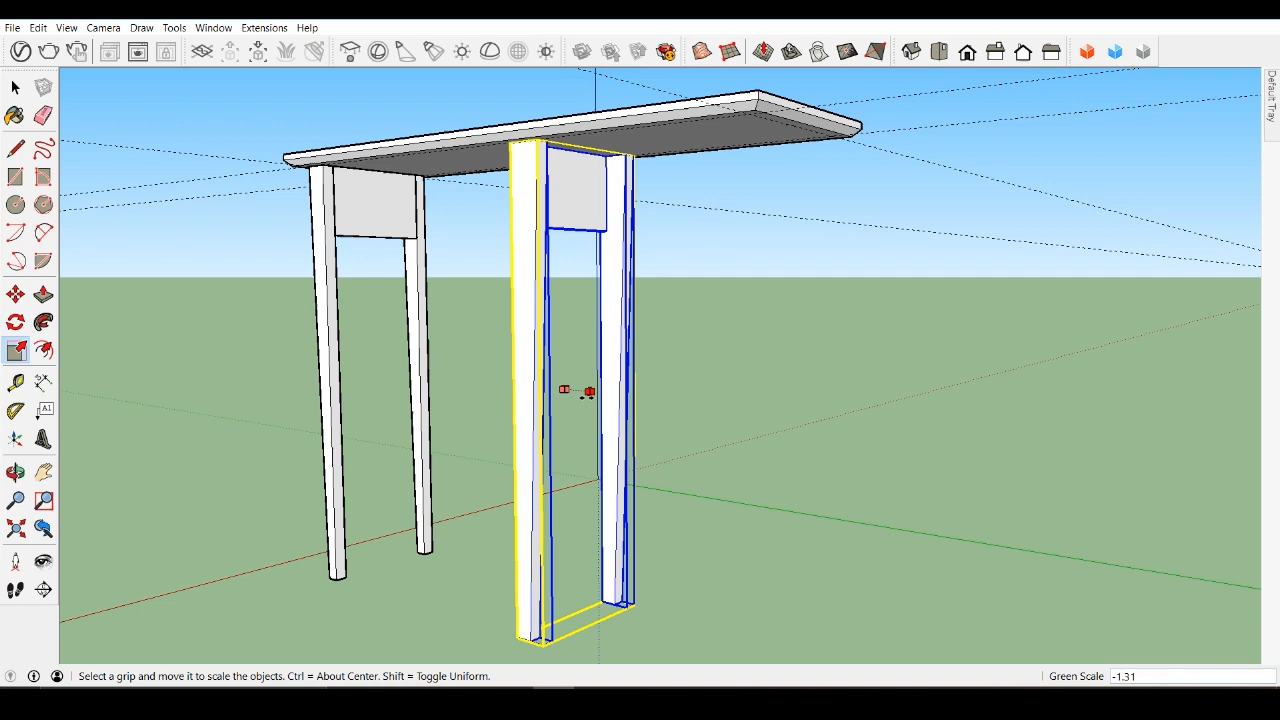 File Edit View Camera Draw Tools Window Extensions Help
Default Tray
A1
Select a grip and move it to scale the objects. Ctrl = About Center. Shift = Toggle Uniform.
Green Scale -1.31